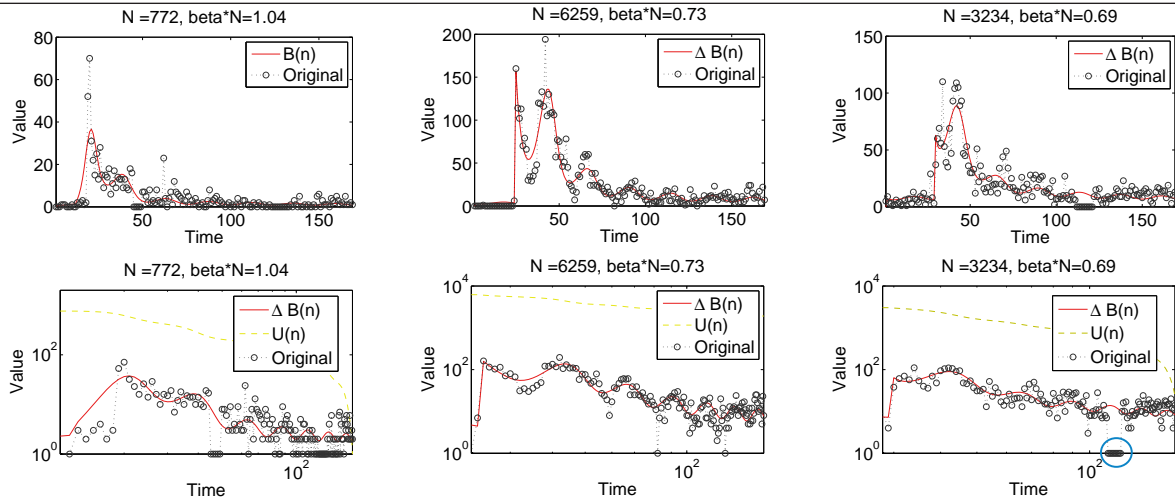 N =772, beta*N=1.04
80
60
40
20
0
50 100 150
Value
Time
B(n)
Original
N =6259, beta*N=0.73
200
150
100
50
0
50 100 150
Value
Time
Δ B(n)
Original
N =3234, beta*N=0.69
150
100
50
0
50 100 150
Value
Time
Δ B(n)
Original
N =772, beta*N=1.04
10^2
10^0
10^2
Value
Time
Δ B(n)
U(n)
Original
N =6259, beta*N=0.73
10^4
10^2
10^0
10^2
Value
Time
Δ B(n)
U(n)
Original
N =3234, beta*N=0.69
10^4
10^2
10^0
10^2
Value
Time
Δ B(n)
U(n)
Original